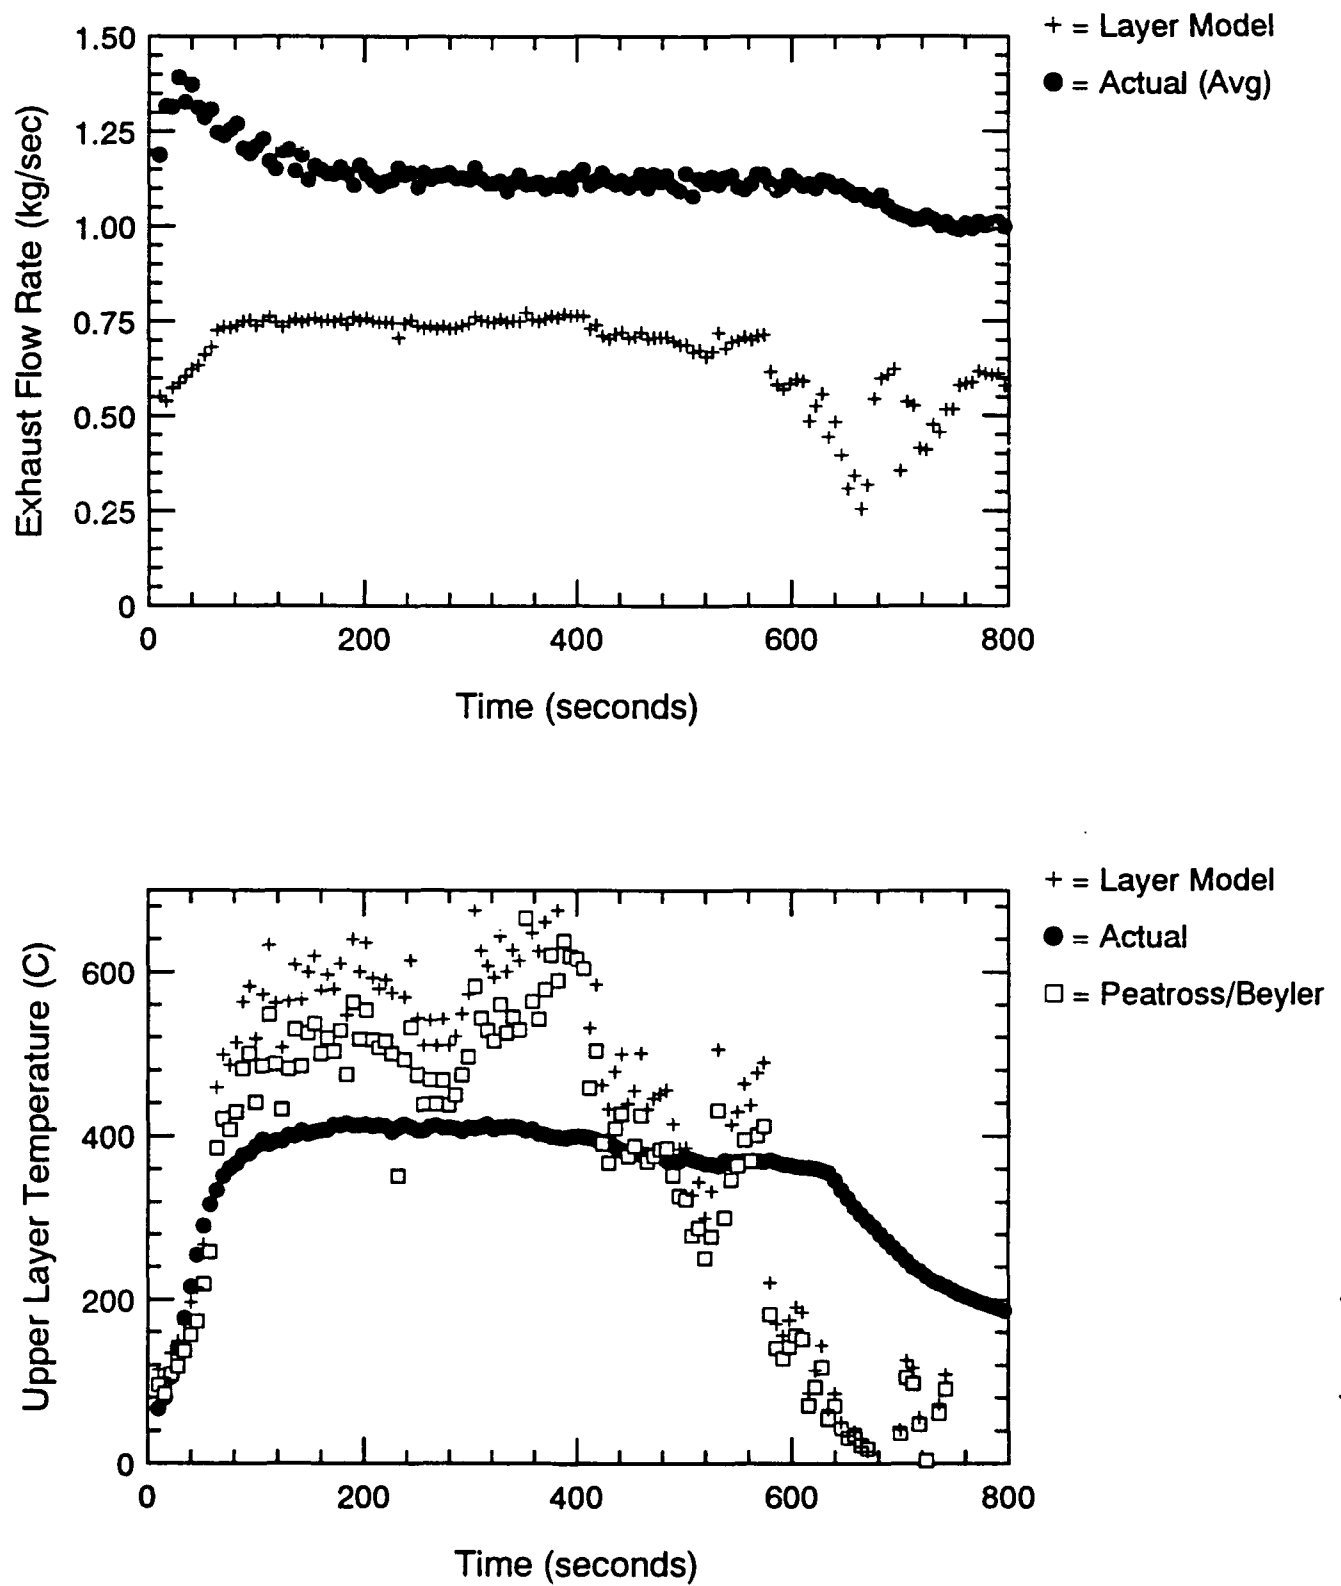 1.50
1.25
1.00
0.75
0.50
0.25
0
0
200
400
600
800
Exhaust Flow Rate (kg/sec)
Time (seconds)
+ = Layer Model
● = Actual (Avg)
600
400
200
0
0
200
400
600
800
Upper Layer Temperature (C)
Time (seconds)
+ = Layer Model
● = Actual
□ = Peatross/Beyler